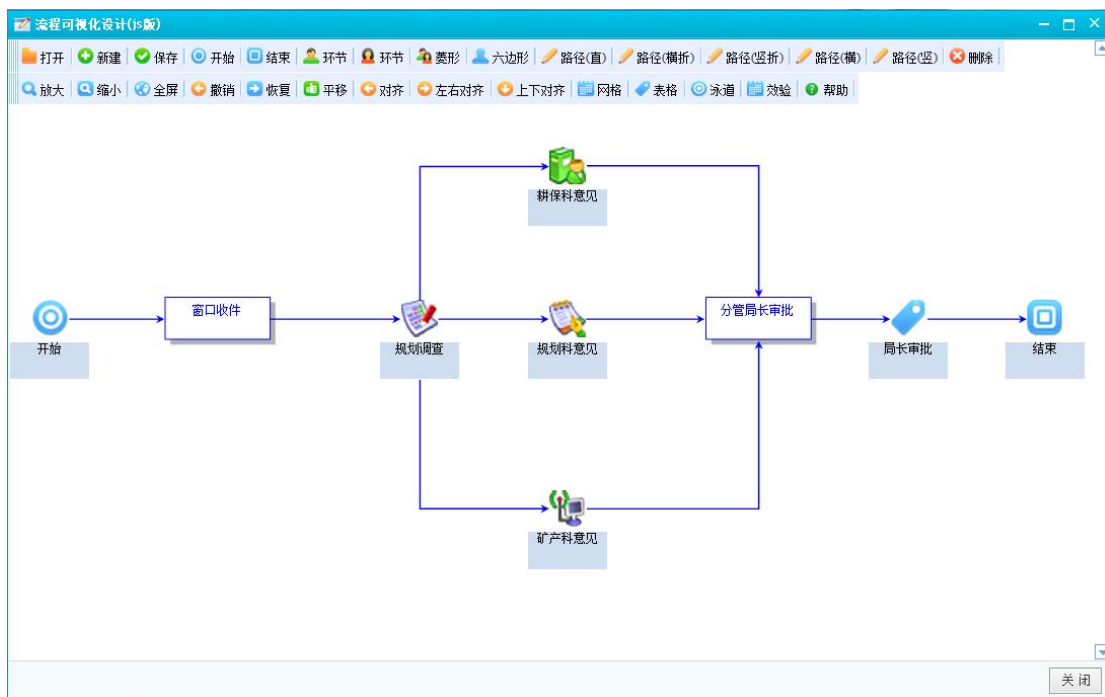 流程可视化设计(js版)
打开 新建 保存 开始 结束 环节 环节 菱形 六边形 路径(直) 路径(横折) 路径(竖折) 路径(横) 路径(竖) 删除
放大 缩小 全屏 撤销 恢复 平移 对齐 左右对齐 上下对齐 网格 表格 泳道 效验 帮助
耕保科意见
窗口收件
分管局长审批
开始
规划调查
规划科意见
局长审批
结束
矿产科意见
关闭